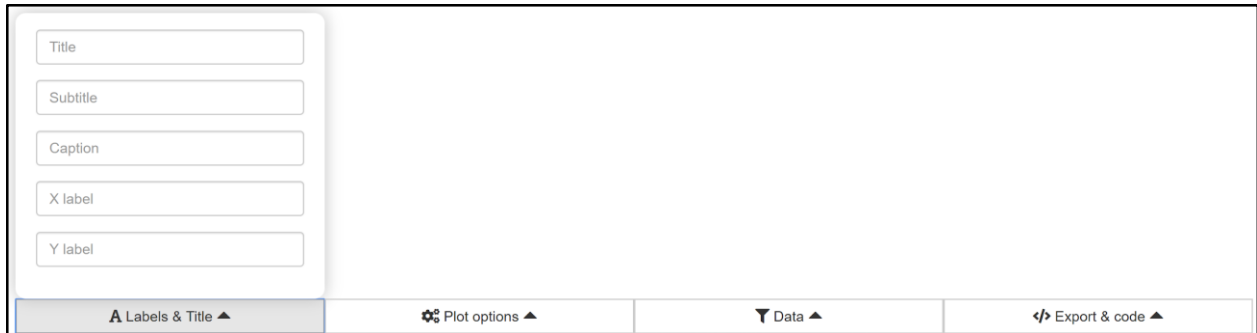 Title
Subtitle
Caption
X label
Y label
A Labels & Title
Plot options
Data
</> Export & code